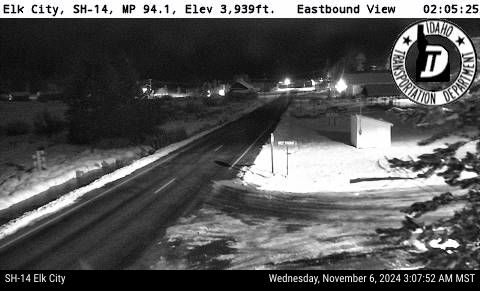 Elk City, SH-14, MP 94.1, Elev 3,939ft. Eastbound View 02:05:25
IDAHO
TRANSPORTATION DEPARTMENT
SH-14 Elk City Wednesday, November 6, 2024 3:07:52 AM MST